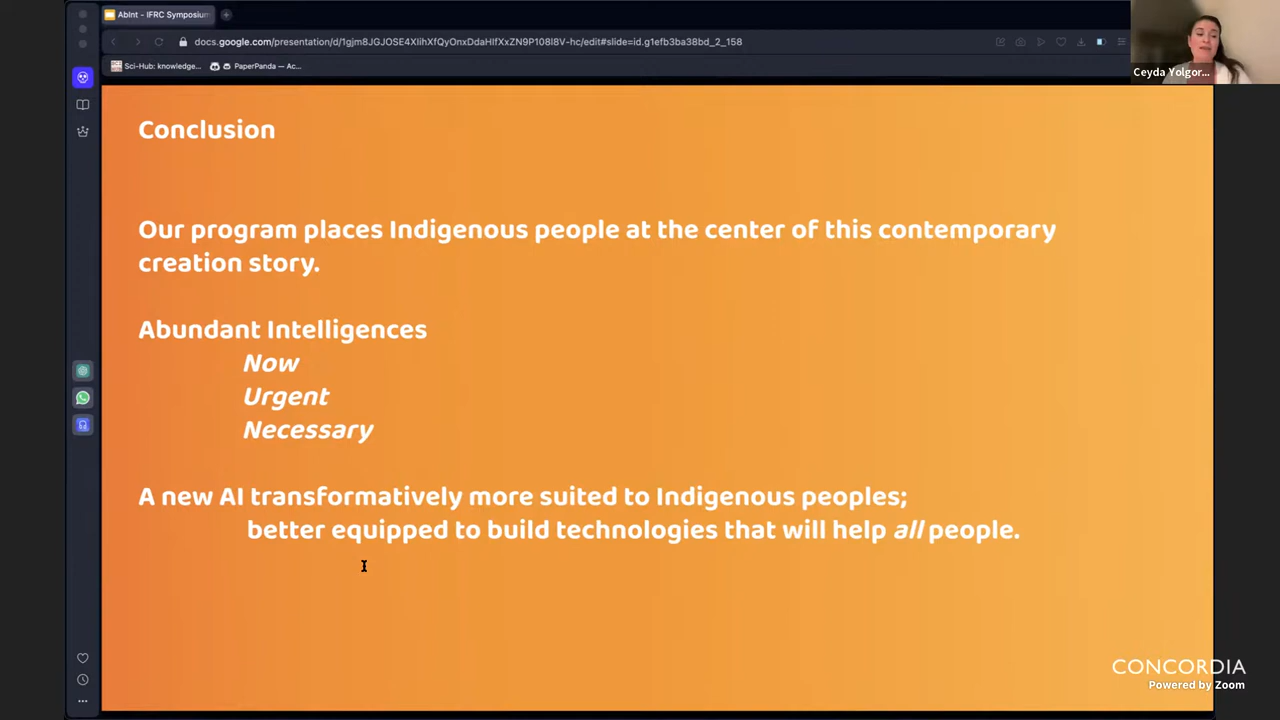 AbInt - IFRC Symposium
docs.google.com/presentation/d/1gjm8JGJOSE4XIihXfQyOnxDdaHIfXxZN9P108I8V-hc/edit#slide=id.g1efb3ba38bd_2_158
Sci-Hub: knowledge... PaperPanda — Ac...
Ceyda Yolgor...
Conclusion
Our program places Indigenous people at the center of this contemporary
creation story.
Abundant Intelligences
Now
Urgent
Necessary
A new AI transformatively more suited to Indigenous peoples;
better equipped to build technologies that will help all people.
CONCORDIA
Powered by Zoom